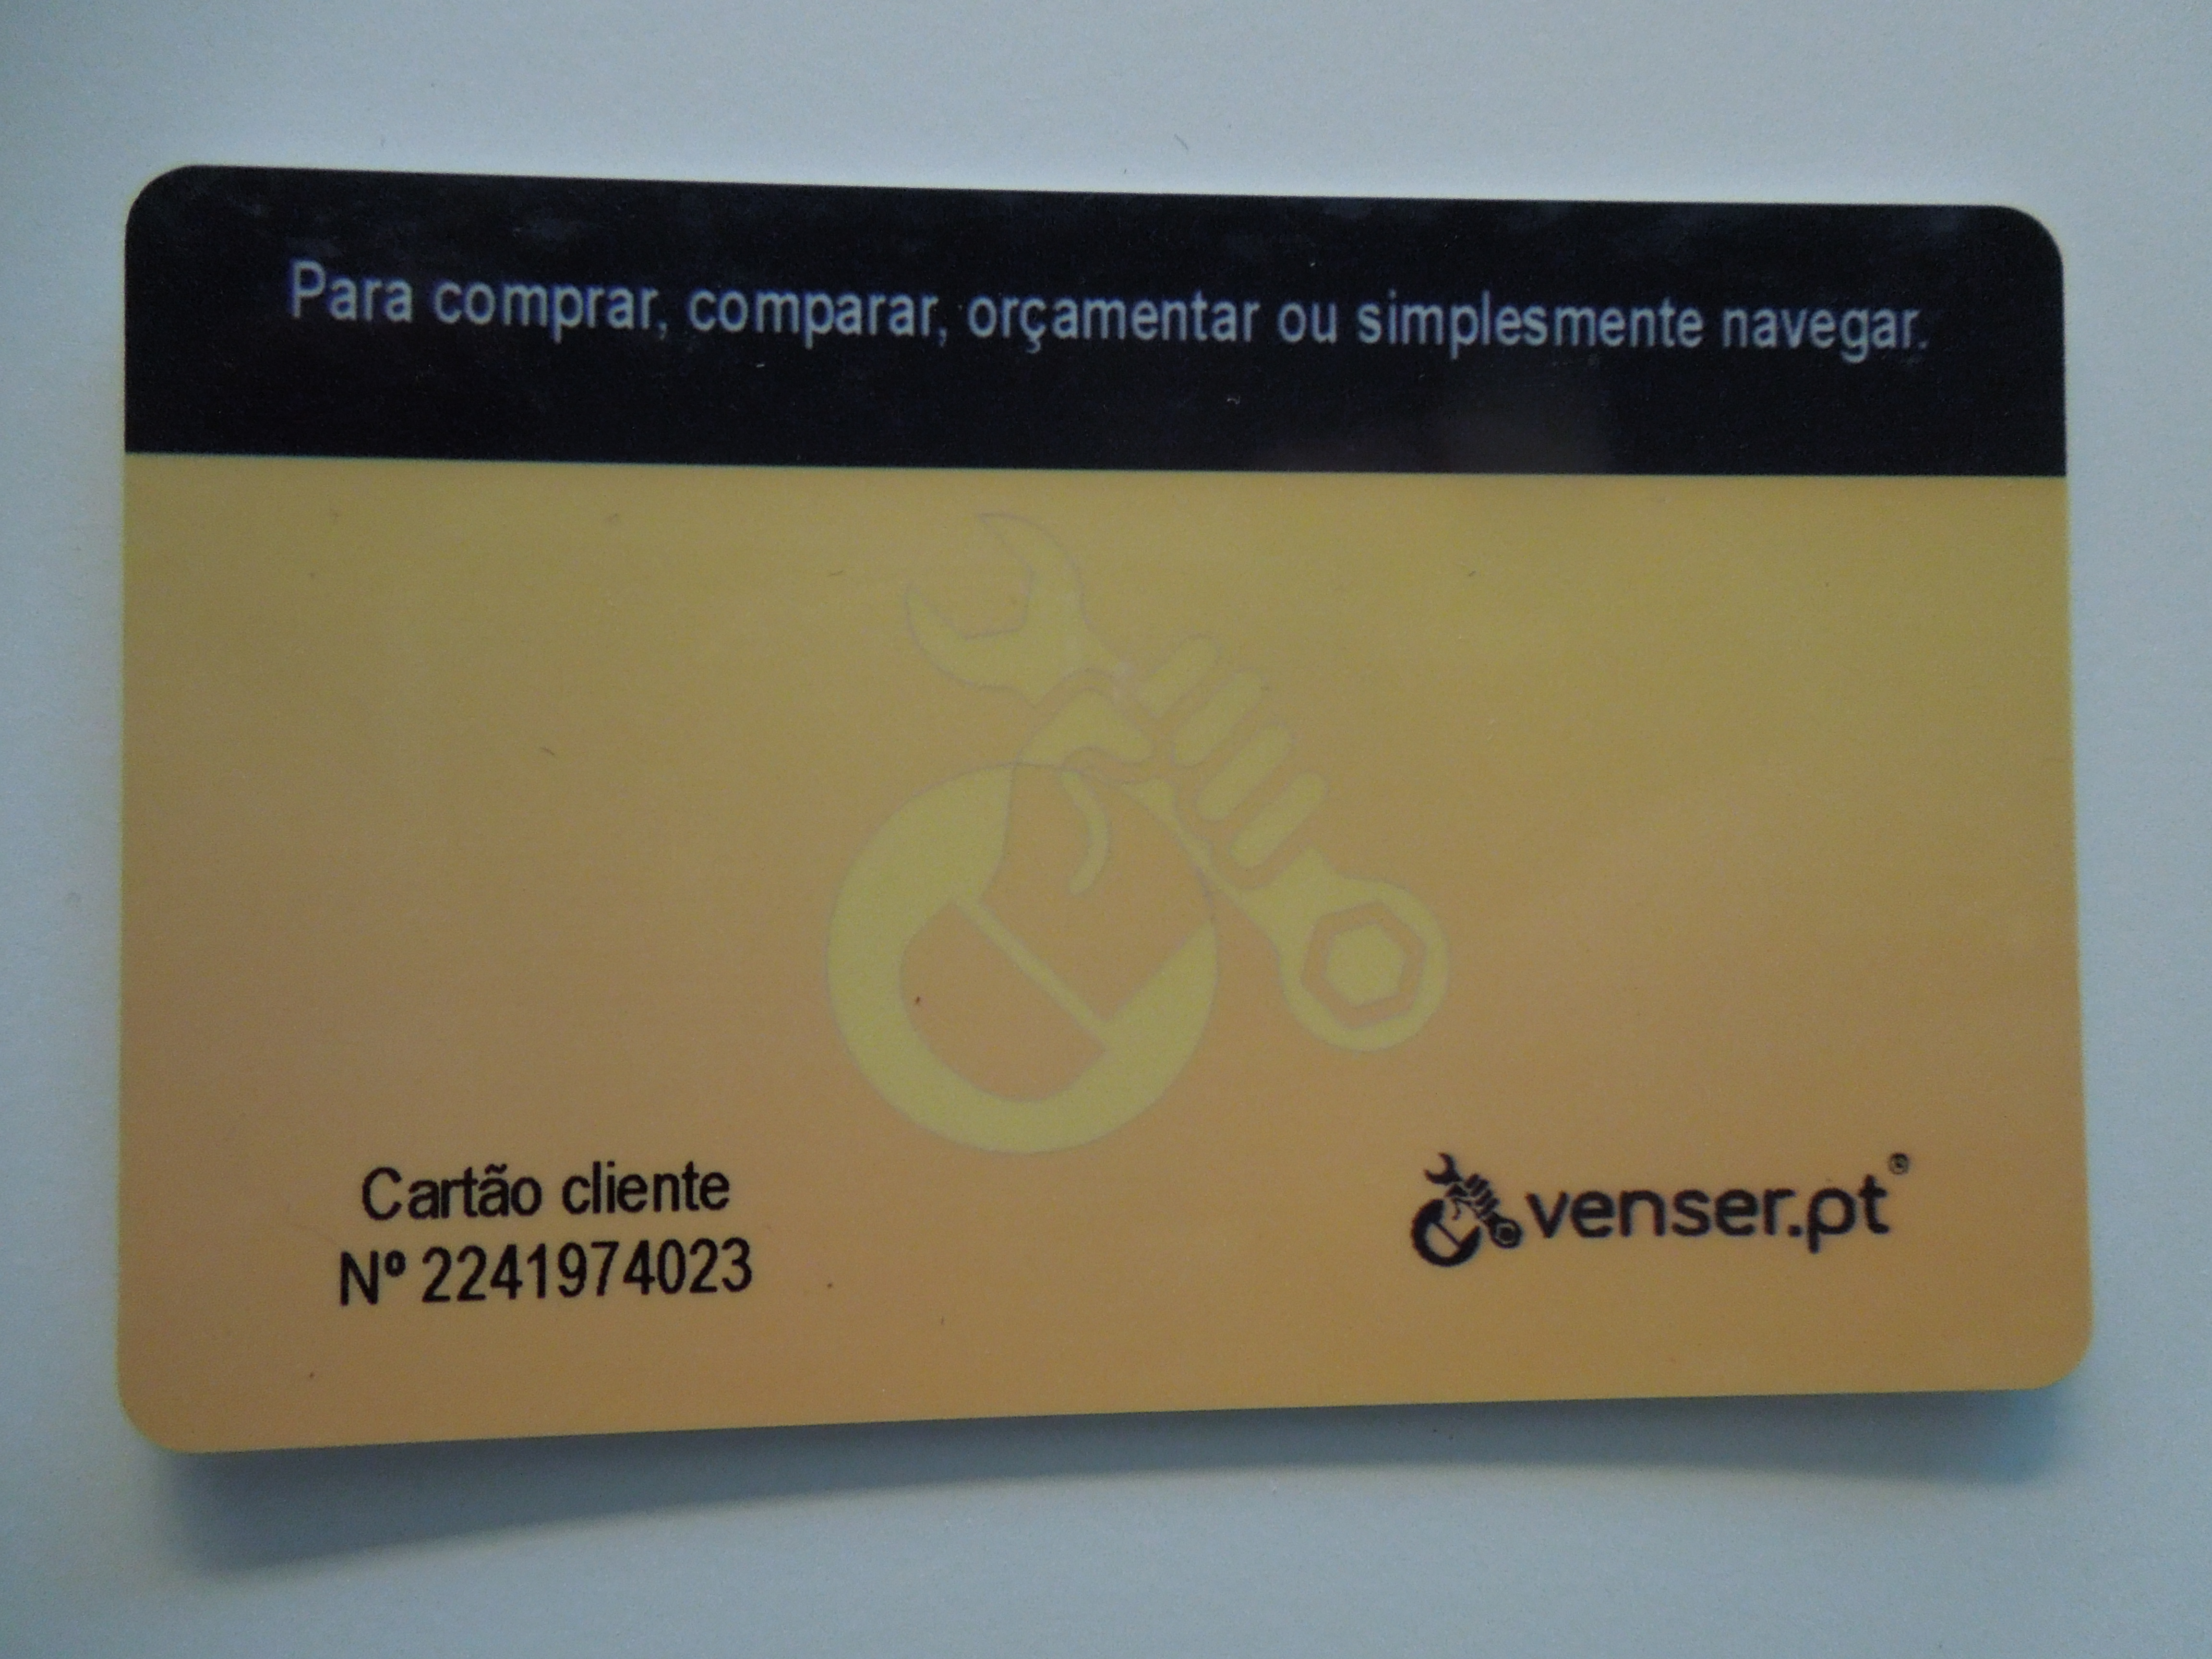 Para comprar, comparar, orçamentar ou simplesmente navegar.
Cartão cliente
Nº 2241974023
venser.pt®